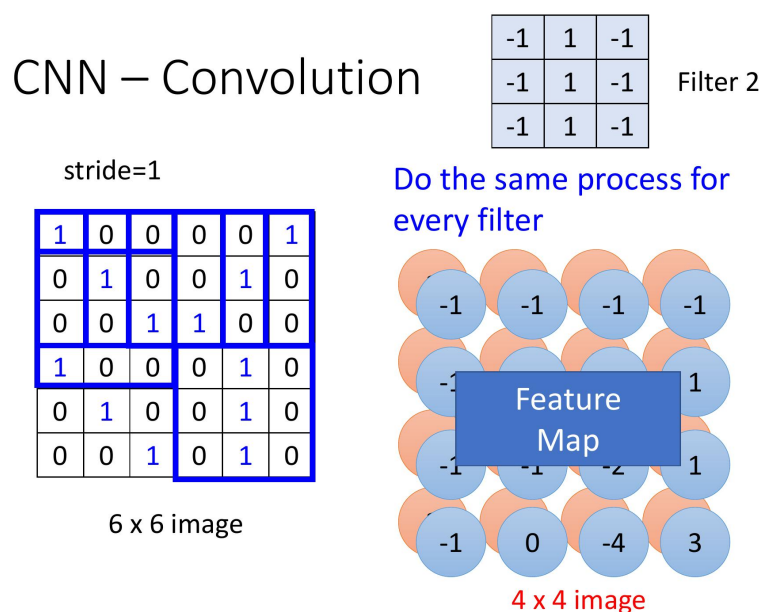 CNN – Convolution
-1 1 -1
-1 1 -1
-1 1 -1
Filter 2
stride=1
Do the same process for
every filter
1 0 0 0 0 1
0 1 0 0 1 0
0 0 1 1 0 0
1 0 0 0 1 0
0 1 0 0 1 0
0 0 1 0 1 0
6 x 6 image
-1 -1 -1 -1
-1 1
Feature
Map
-1 -1 -2 1
-1 0 -4 3
4 x 4 image